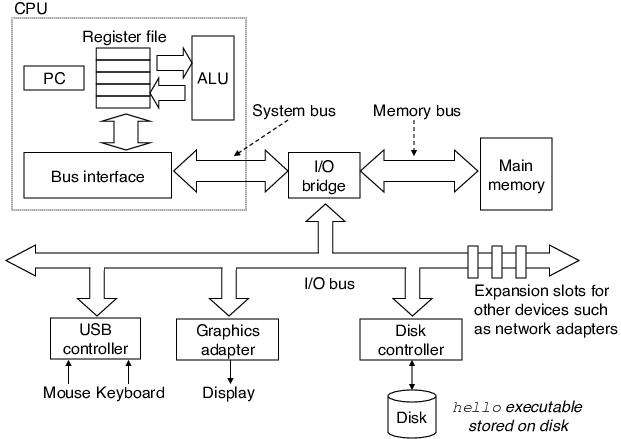 CPU
Register file
PC
ALU
System bus
Memory bus
Bus interface
I/O
bridge
Main
memory
I/O bus
Expansion slots for
other devices such
as network adapters
USB
controller
Graphics
adapter
Disk
controller
Mouse Keyboard
Display
Disk
hello executable
stored on disk